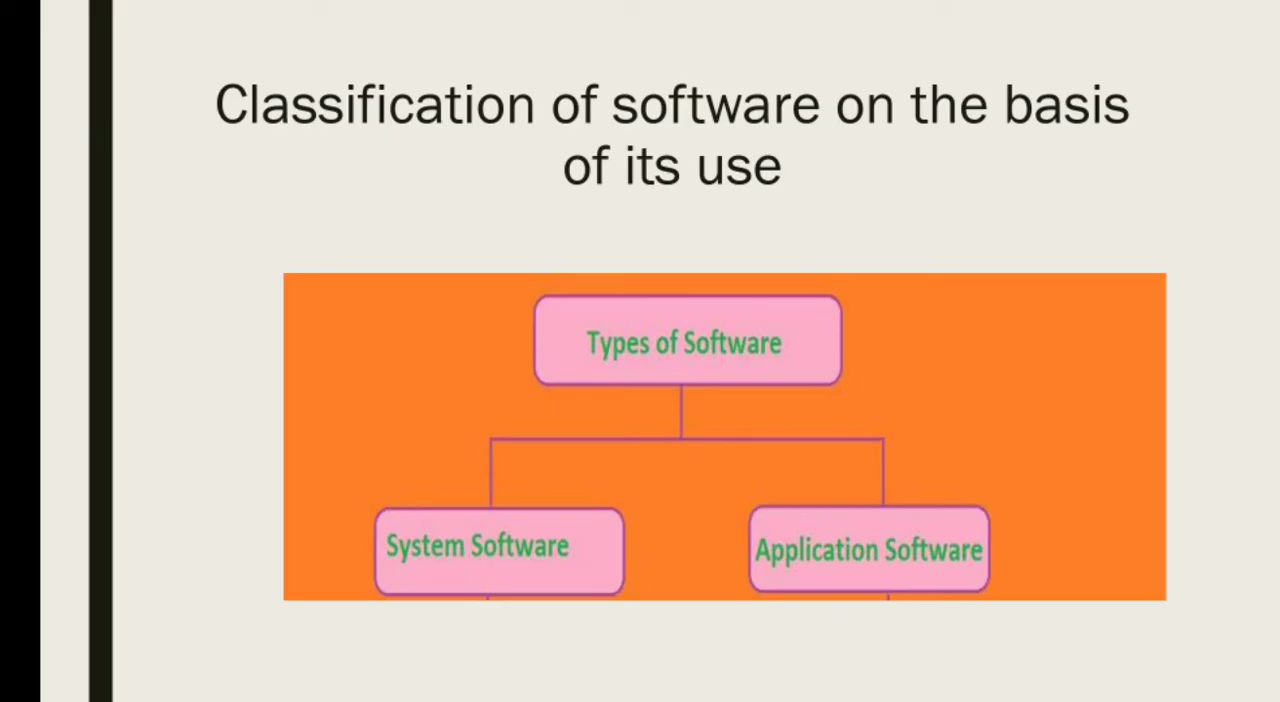 Classification of software on the basis
of its use
Types of Software
System Software
Application Software